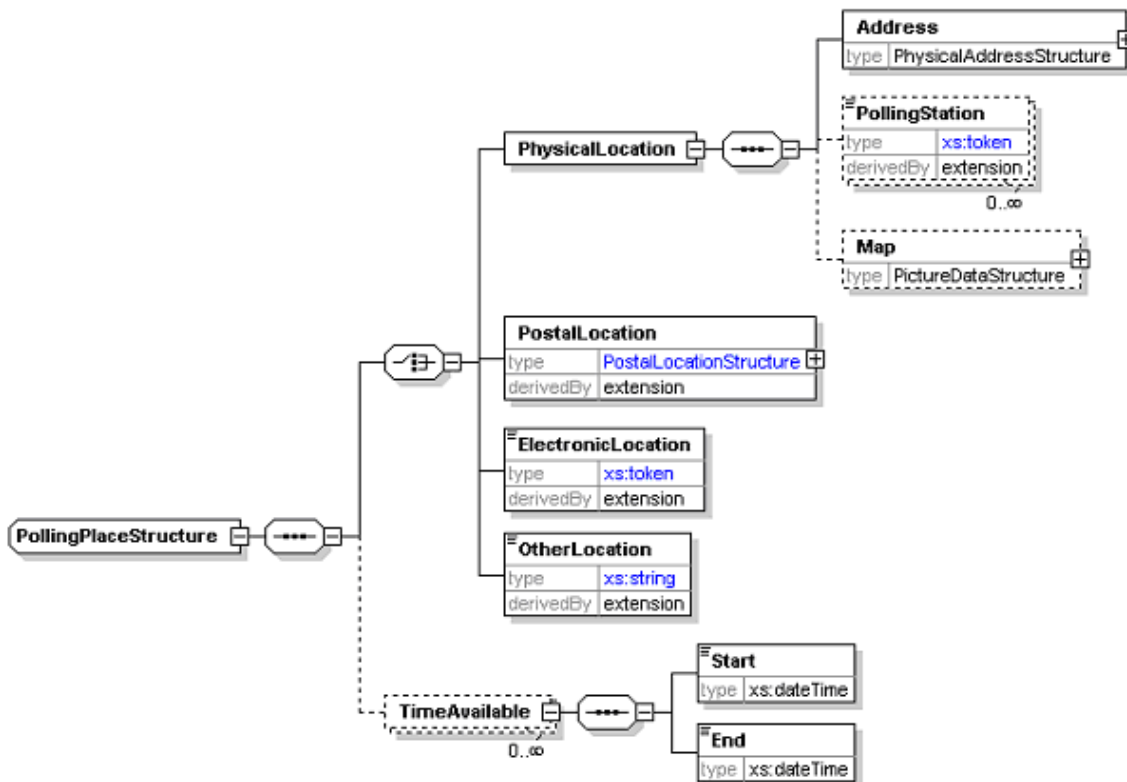 Address
type PhysicalAddressStructure
PollingStation
type xs:token
derivedBy extension
0..∞
PhysicalLocation
Map
type PictureDataStructure
PostalLocation
type PostalLocationStructure
derivedBy extension
ElectronicLocation
type xs:token
derivedBy extension
PollingPlaceStructure
OtherLocation
type xs:string
derivedBy extension
TimeAvailable
0..∞
Start
type xs:dateTime
End
type xs:dateTime